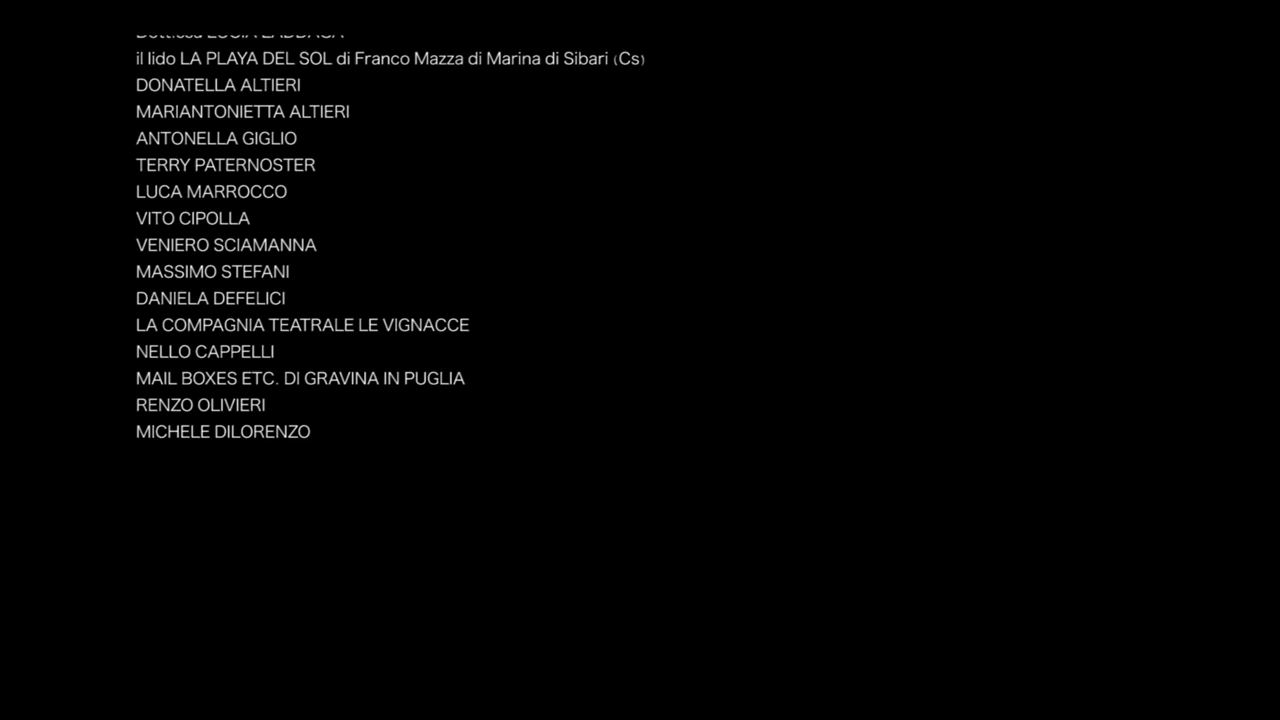 il lido LA PLAYA DEL SOL di Franco Mazza di Marina di Sibari (Cs)
DONATELLA ALTIERI
MARIANTONIETTA ALTIERI
ANTONELLA GIGLIO
TERRY PATERNOSTER
LUCA MARROCCO
VITO CIPOLLA
VENIERO SCIAMANNA
MASSIMO STEFANI
DANIELA DEFELICI
LA COMPAGNIA TEATRALE LE VIGNACCE
NELLO CAPPELLI
MAIL BOXES ETC. DI GRAVINA IN PUGLIA
RENZO OLIVIERI
MICHELE DILORENZO